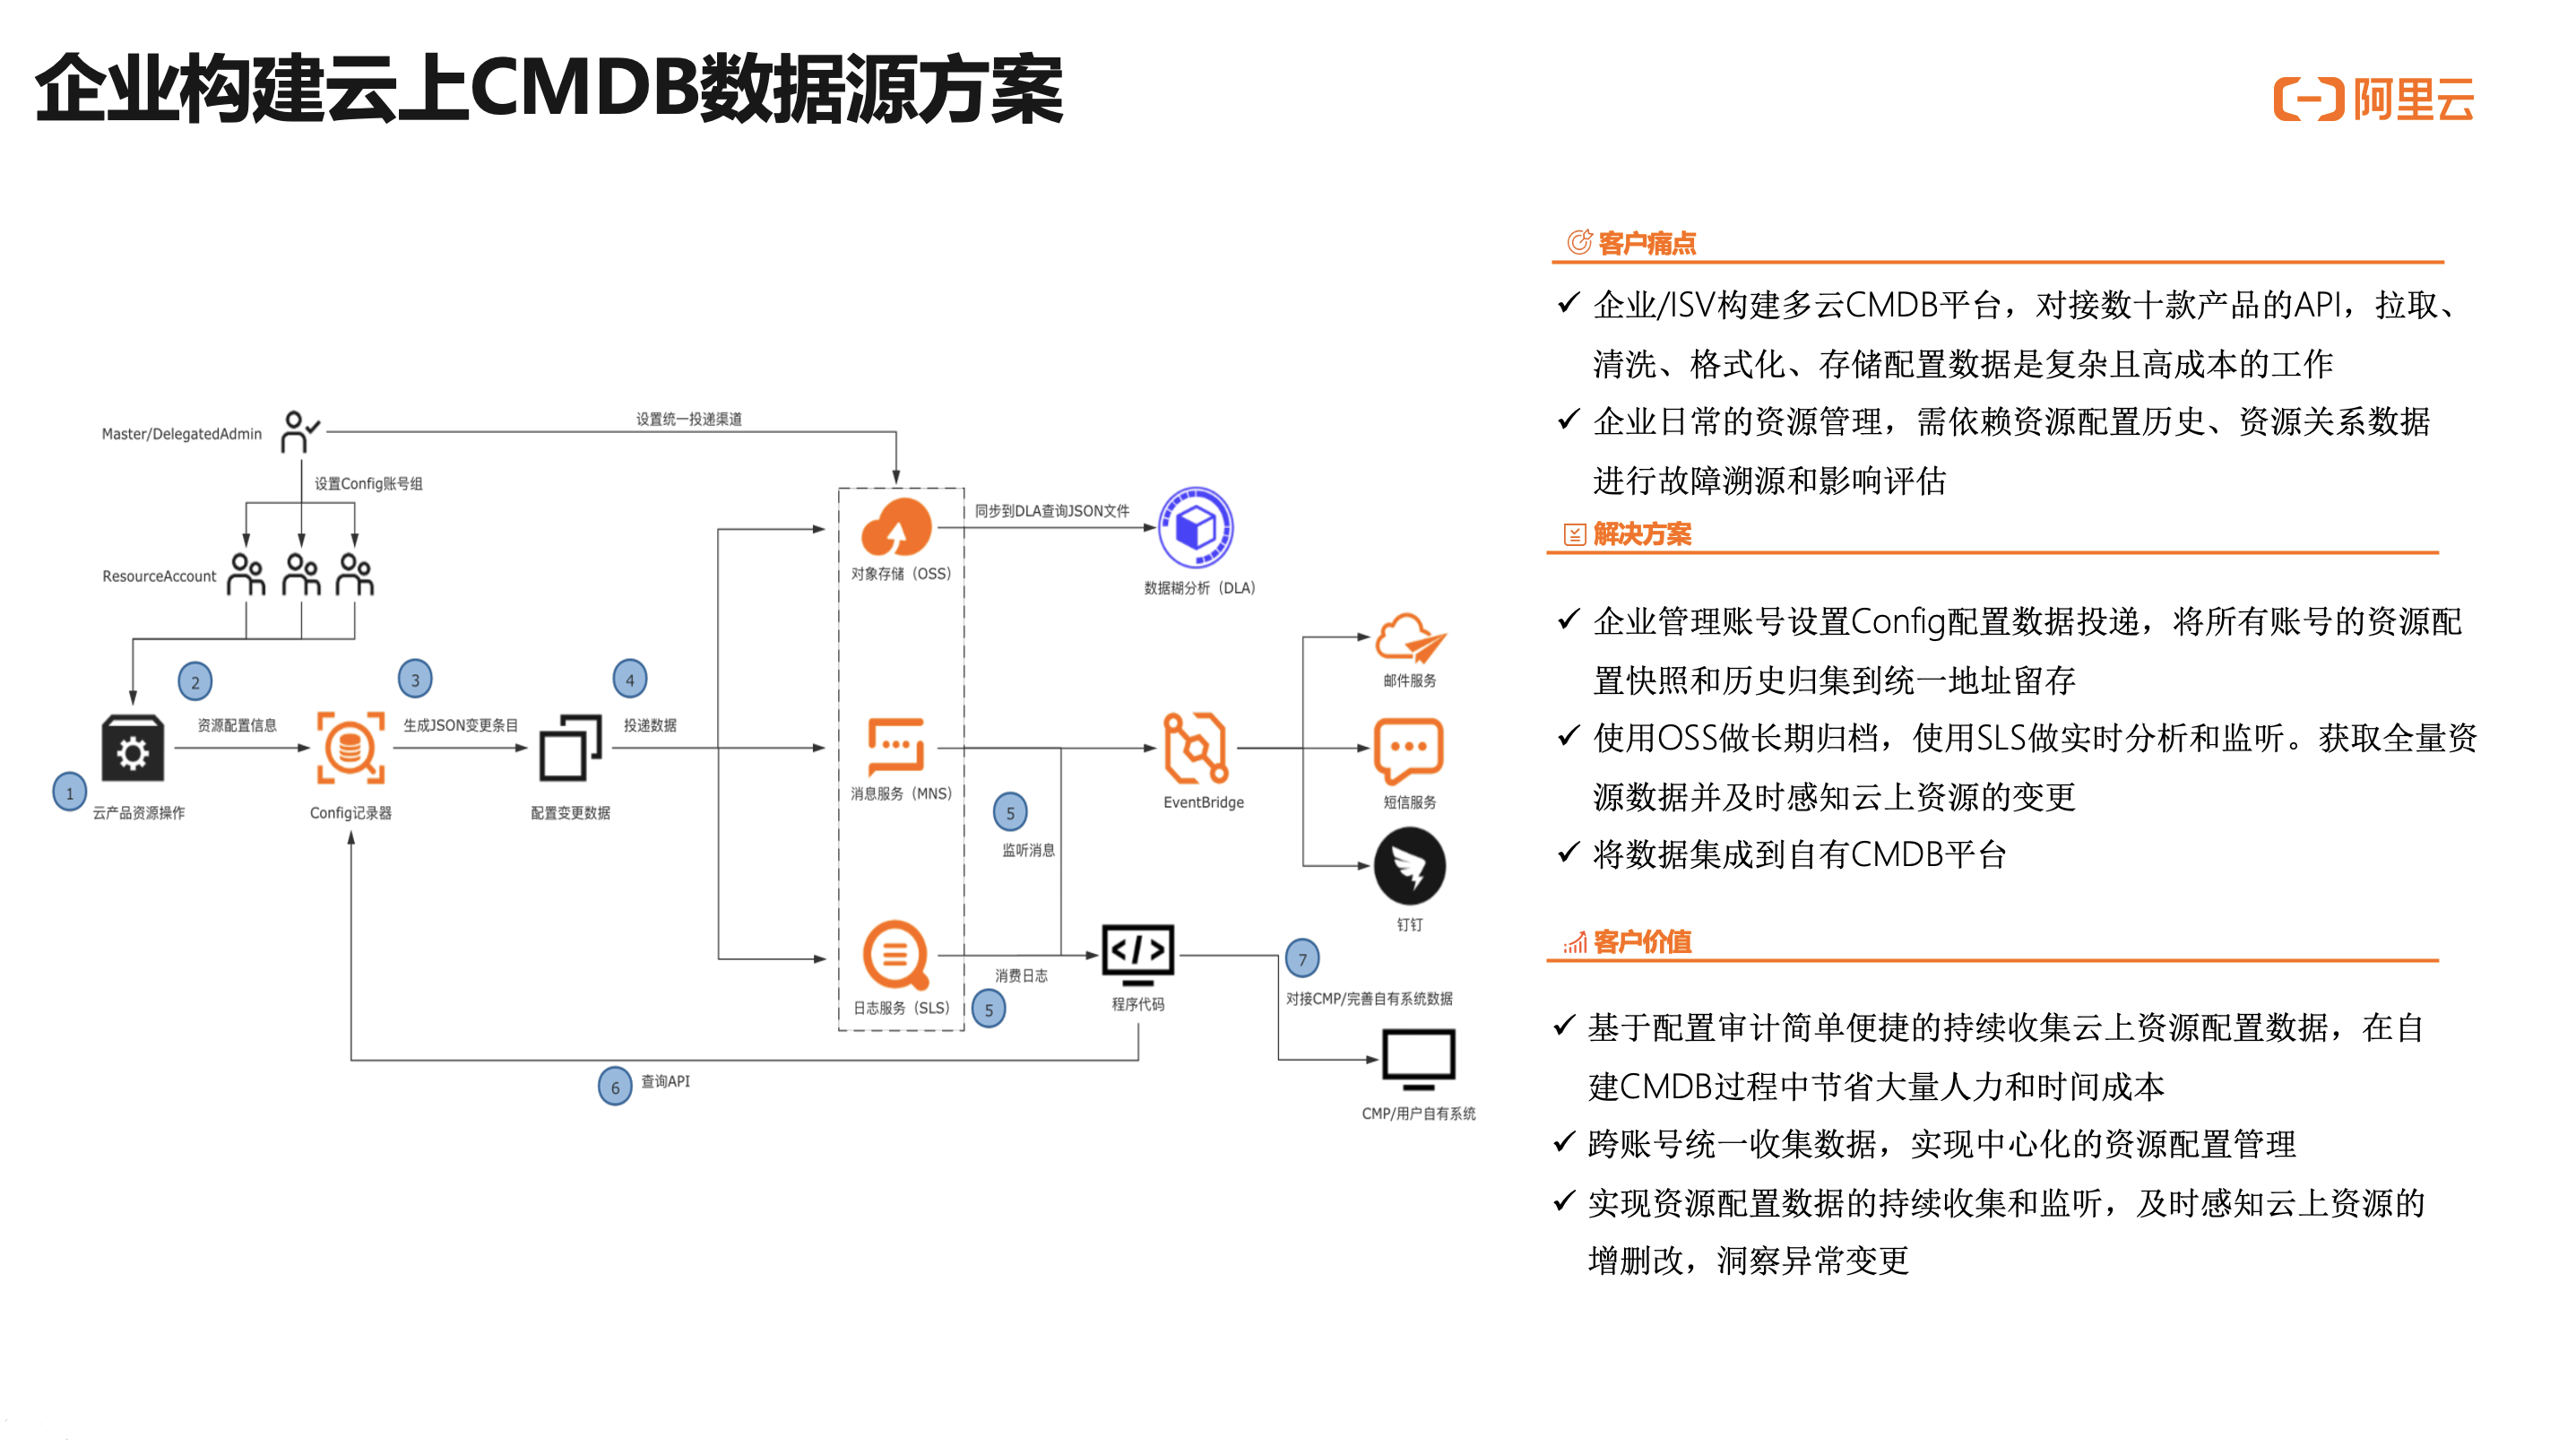 企业构建云上CMDB数据源方案
阿里云
Master/DelegatedAdmin
设置统一投递渠道
设置Config账号组
ResourceAccount
同步到DLA查询JSON文件
对象存储（OSS）
数据糊分析（DLA）
2
3
4
资源配置信息
生成JSON变更条目
投递数据
邮件服务
1
云产品资源操作
Config记录器
配置变更数据
消息服务（MNS）
5
监听消息
EventBridge
短信服务
钉钉
日志服务（SLS）
消费日志
5
程序代码
7
对接CMP/完善自有系统数据
6
查询API
CMP/用户自有系统
客户痛点
✓ 企业/ISV构建多云CMDB平台，对接数十款产品的API，拉取、
清洗、格式化、存储配置数据是复杂且高成本的工作
✓ 企业日常的资源管理，需依赖资源配置历史、资源关系数据
进行故障溯源和影响评估
解决方案
✓ 企业管理账号设置Config配置数据投递，将所有账号的资源配
置快照和历史归集到统一地址留存
✓ 使用OSS做长期归档，使用SLS做实时分析和监听。获取全量资
源数据并及时感知云上资源的变更
✓ 将数据集成到自有CMDB平台
客户价值
✓ 基于配置审计简单便捷的持续收集云上资源配置数据，在自
建CMDB过程中节省大量人力和时间成本
✓ 跨账号统一收集数据，实现中心化的资源配置管理
✓ 实现资源配置数据的持续收集和监听，及时感知云上资源的
增删改，洞察异常变更